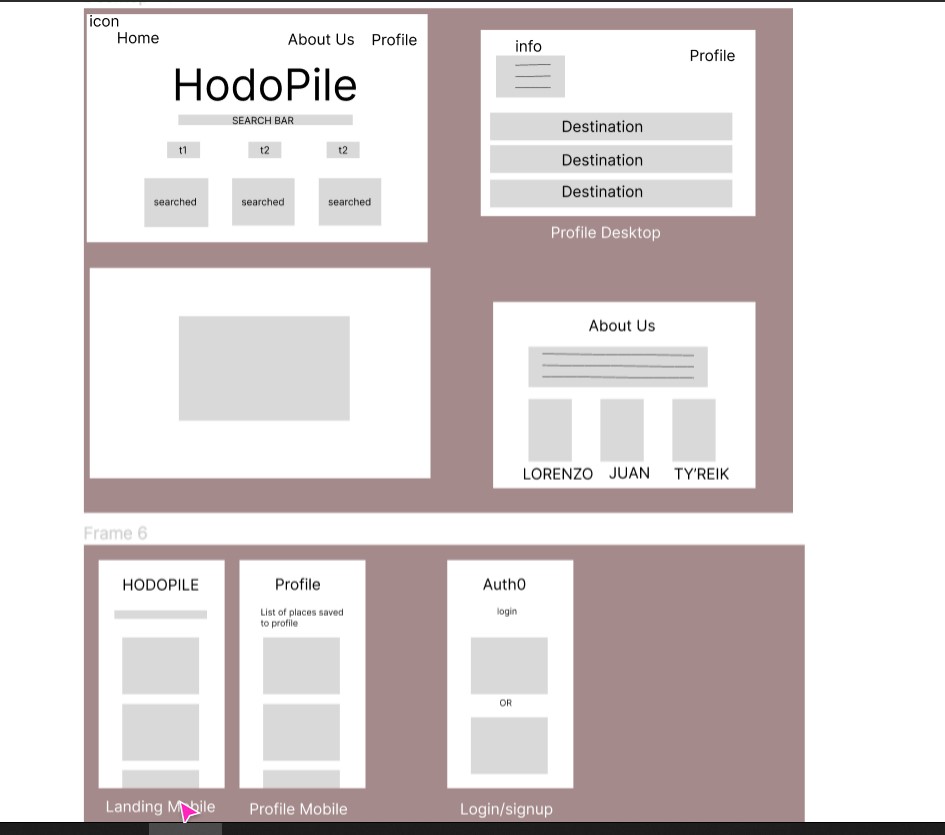 icon
Home
About Us
Profile
HodoPile
SEARCH BAR
t1
t2
t2
searched
searched
searched
info
Profile
Destination
Destination
Destination
Profile Desktop
About Us
LORENZO
JUAN
TY'REIK
Frame 6
HODOPILE
Landing Mobile
Profile
List of places saved
to profile
Profile Mobile
Auth0
login
OR
Login/signup